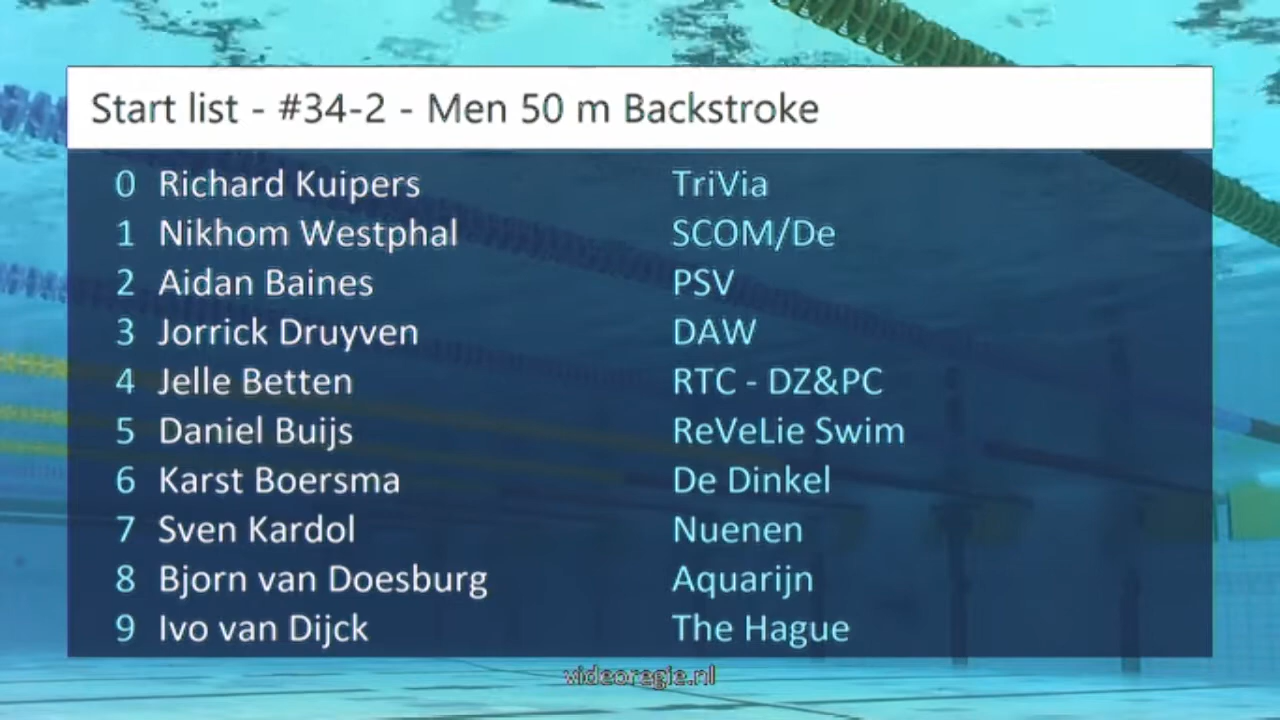 Start list - #34-2 - Men 50 m Backstroke
0 Richard Kuipers TriVia
1 Nikhom Westphal SCOM/De
2 Aidan Baines PSV
3 Jorrick Druyven DAW
4 Jelle Betten RTC - DZ&PC
5 Daniel Buijs ReVeLie Swim
6 Karst Boersma De Dinkel
7 Sven Kardol Nuenen
8 Bjorn van Doesburg Aquarijn
9 Ivo van Dijck The Hague
videoregie.nl